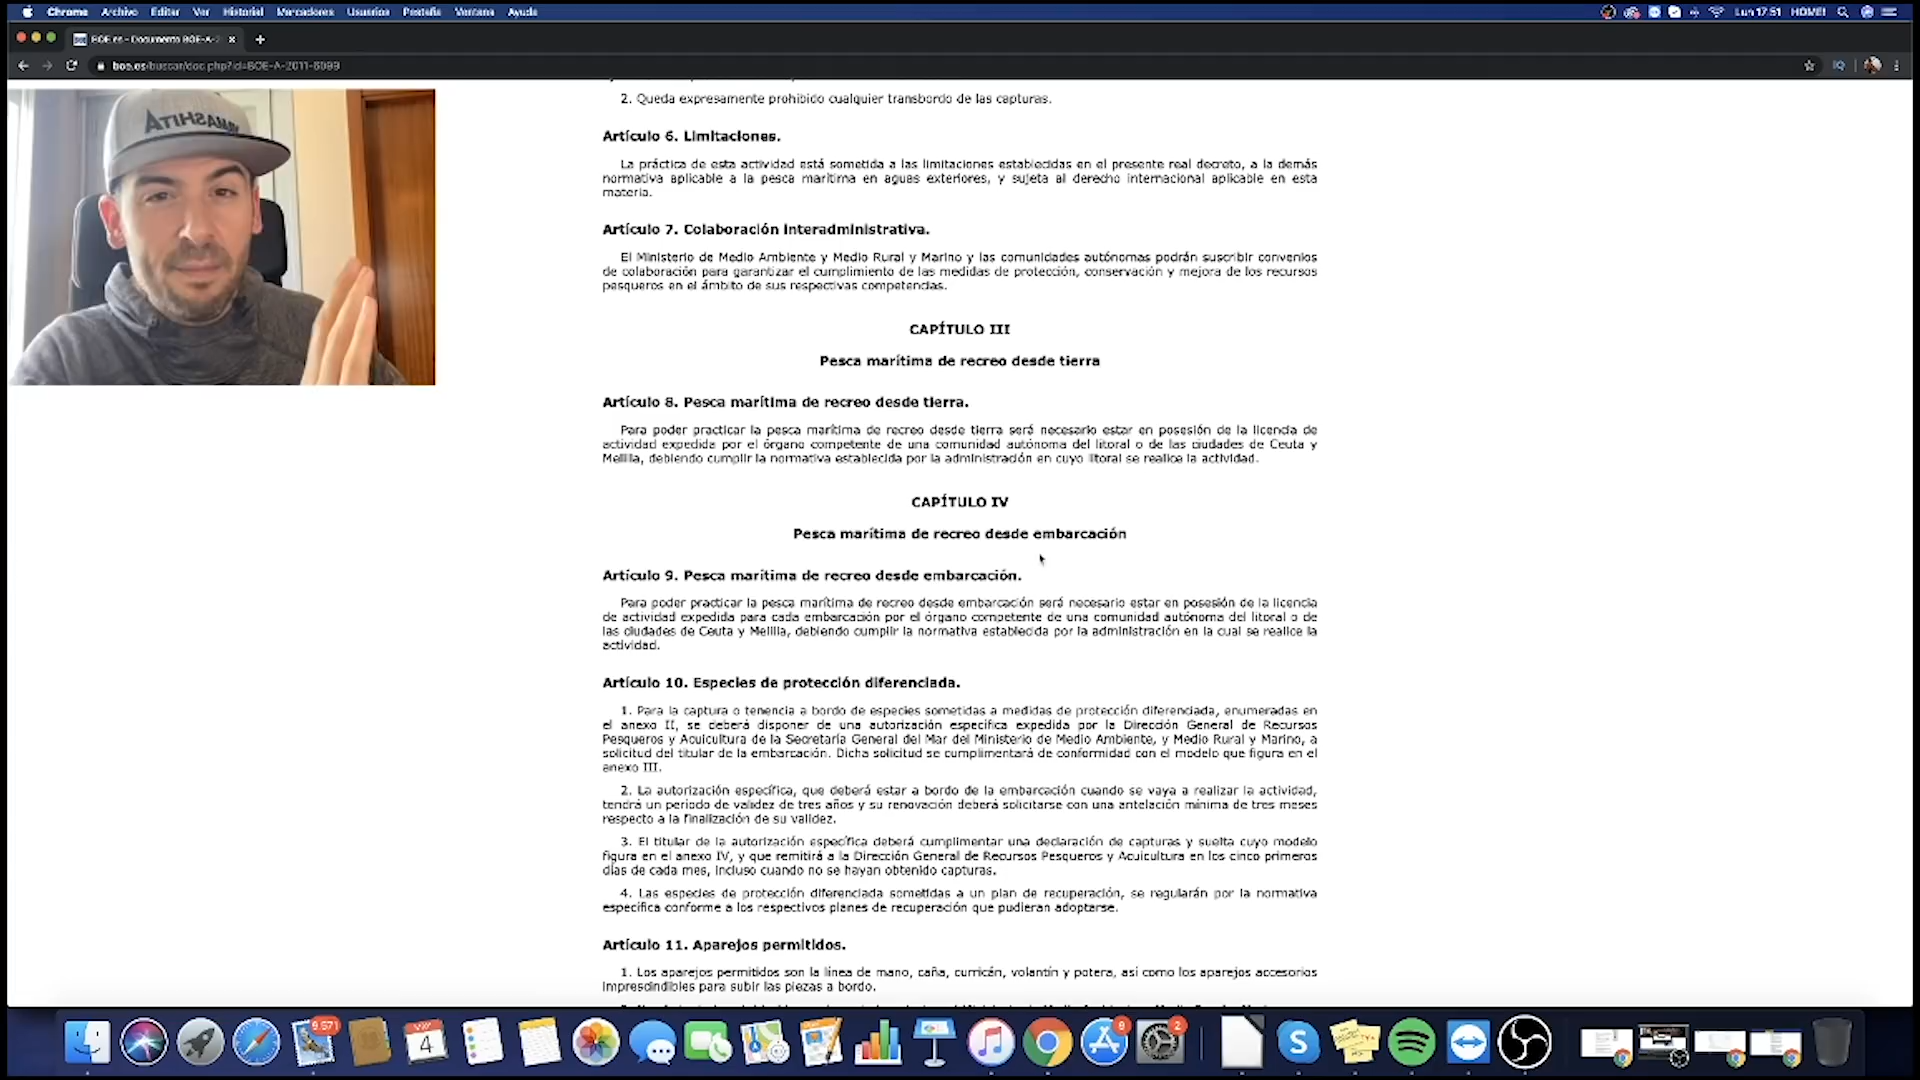 Chrome Archivo Editar Ver Historial Marcadores Usuarios Pestaña Ventana Ayuda
Lun 17:51 HOME!
BOE.es - Documento BOE-A-2
boe.es/buscar/doc.php?id=BOE-A-2011-6099
YAMASHITA
2. Queda expresamente prohibido cualquier transbordo de las capturas.
Artículo 6. Limitaciones.
La práctica de esta actividad está sometida a las limitaciones establecidas en el presente real decreto, a la demás
normativa aplicable a la pesca marítima en aguas exteriores, y sujeta al derecho internacional aplicable en esta
materia.
Artículo 7. Colaboración interadministrativa.
El Ministerio de Medio Ambiente y Medio Rural y Marino y las comunidades autónomas podrán suscribir convenios
de colaboración para garantizar el cumplimiento de las medidas de protección, conservación y mejora de los recursos
pesqueros en el ámbito de sus respectivas competencias.
CAPÍTULO III
Pesca marítima de recreo desde tierra
Artículo 8. Pesca marítima de recreo desde tierra.
Para poder practicar la pesca marítima de recreo desde tierra será necesario estar en posesión de la licencia de
actividad expedida por el órgano competente de una comunidad autónoma del litoral o de las ciudades de Ceuta y
Melilla, debiendo cumplir la normativa establecida por la administración en cuyo litoral se realice la actividad.
CAPÍTULO IV
Pesca marítima de recreo desde embarcación
Artículo 9. Pesca marítima de recreo desde embarcación.
Para poder practicar la pesca marítima de recreo desde embarcación será necesario estar en posesión de la licencia
de actividad expedida para cada embarcación por el órgano competente de una comunidad autónoma del litoral o de
las ciudades de Ceuta y Melilla, debiendo cumplir la normativa establecida por la administración en la cual se realice la
actividad.
Artículo 10. Especies de protección diferenciada.
1. Para la captura o tenencia a bordo de especies sometidas a medidas de protección diferenciada, enumeradas en
el anexo II, se deberá disponer de una autorización específica expedida por la Dirección General de Recursos
Pesqueros y Acuicultura de la Secretaría General del Mar del Ministerio de Medio Ambiente, y Medio Rural y Marino, a
solicitud del titular de la embarcación. Dicha solicitud se cumplimentará de conformidad con el modelo que figura en el
anexo III.
2. La autorización específica, que deberá estar a bordo de la embarcación cuando se vaya a realizar la actividad,
tendrá un periodo de validez de tres años y su renovación deberá solicitarse con una antelación mínima de tres meses
respecto a la finalización de su validez.
3. El titular de la autorización específica deberá cumplimentar una declaración de capturas y suelta cuyo modelo
figura en el anexo IV, y que remitirá a la Dirección General de Recursos Pesqueros y Acuicultura en los cinco primeros
días de cada mes, incluso cuando no se hayan obtenido capturas.
4. Las especies de protección diferenciada sometidas a un plan de recuperación, se regularán por la normativa
específica conforme a los respectivos planes de recuperación que pudieran adoptarse.
Artículo 11. Aparejos permitidos.
1. Los aparejos permitidos son la línea de mano, caña, curricán, volantín y potera, así como los aparejos accesorios
imprescindibles para subir las piezas a bordo.
9.571
MAY
4
9
2